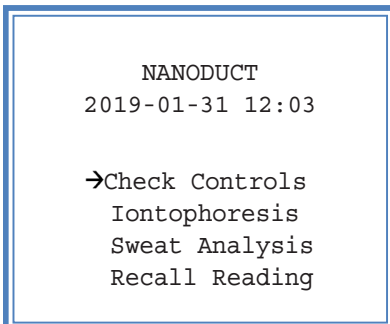 NANODUCT
2019-01-31 12:03
→Check Controls
Iontophoresis
Sweat Analysis
Recall Reading